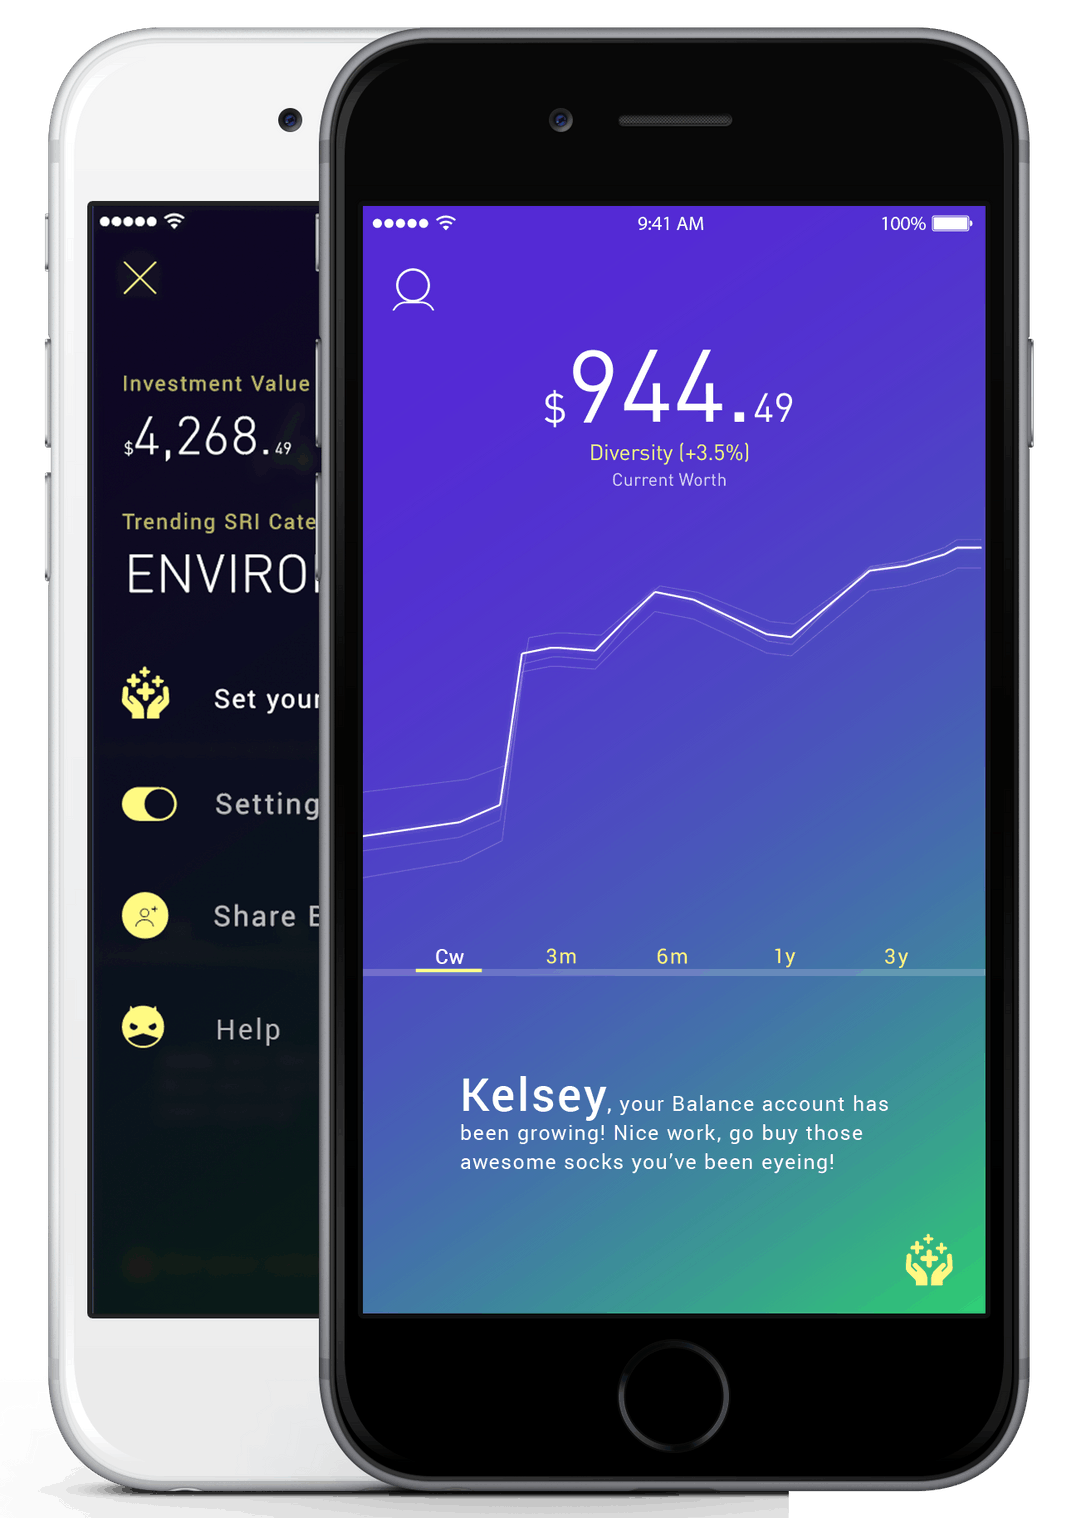 Investment Value
$4,268.49
Trending SRI Cate
ENVIRO
Set your
Setting
Share E
Help
9:41 AM
100%
$944.49
Diversity (+3.5%)
Current Worth
Cw
3m
6m
1y
3y
Kelsey, your Balance account has
been growing! Nice work, go buy those
awesome socks you’ve been eyeing!